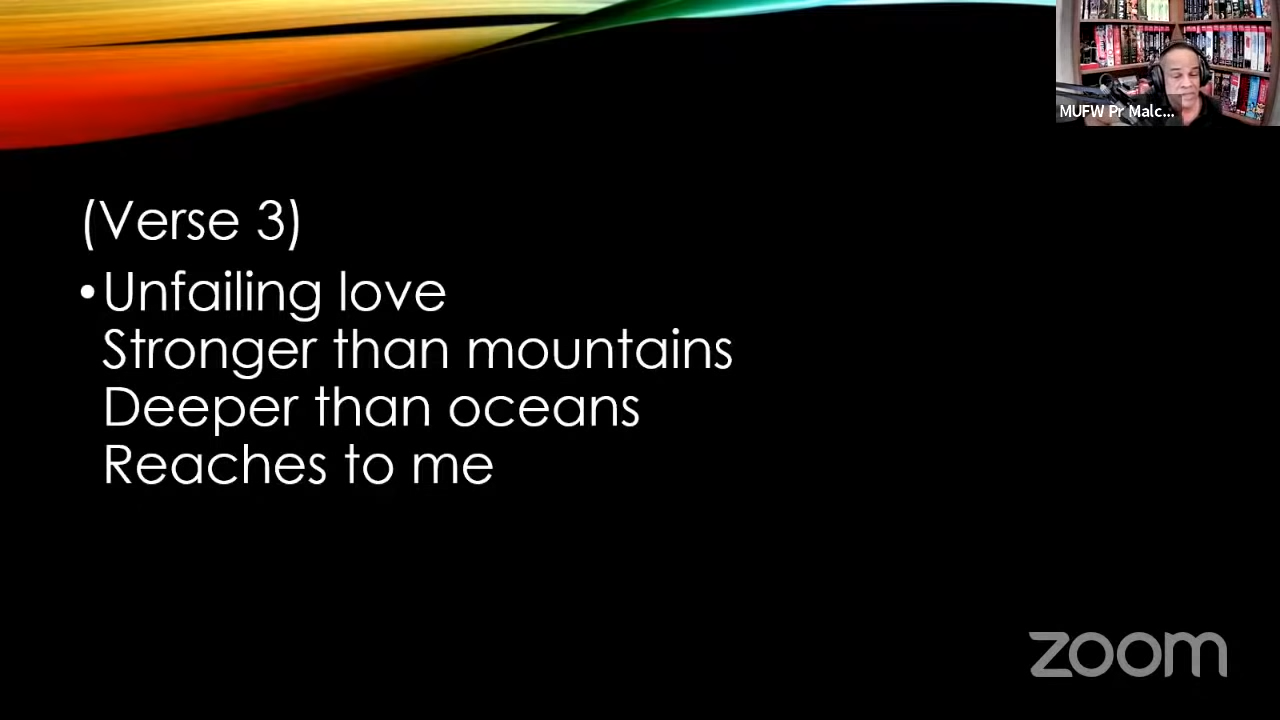 MUFW Pr Malc...
(Verse 3)
•Unfailing love
Stronger than mountains
Deeper than oceans
Reaches to me
zoom